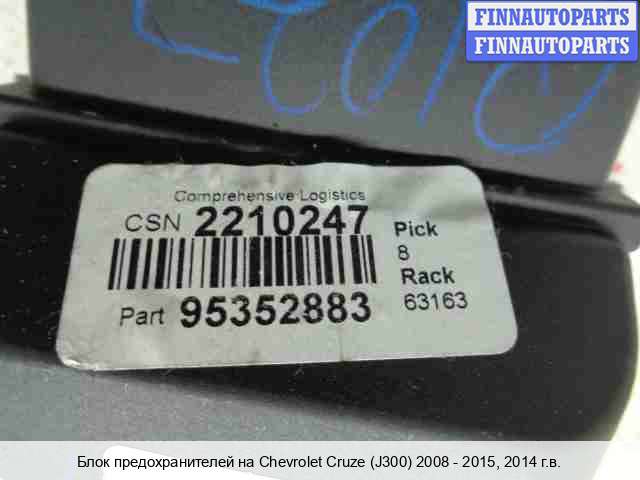 FINNAUTOPARTS
FINNAUTOPARTS
Comprehensive Logistics
CSN 2210247
Pick
8
Rack
63163
Part 95352883
Блок предохранителей на Chevrolet Cruze (J300) 2008 - 2015, 2014 г.в.